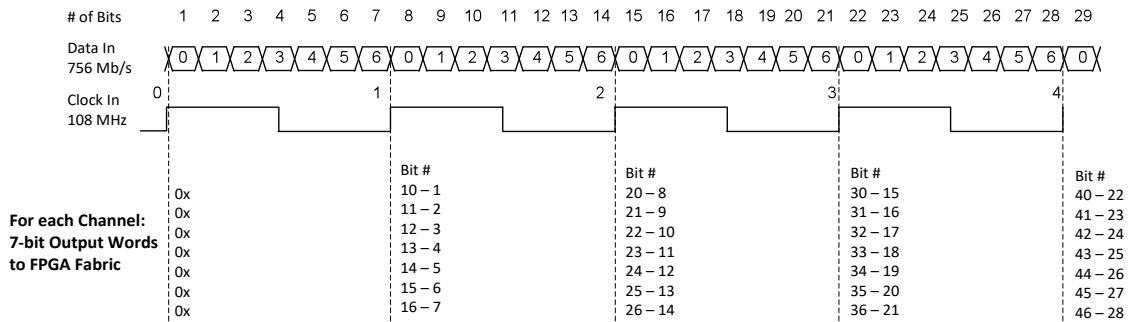 # of Bits 1 2 3 4 5 6 7 8 9 10 11 12 13 14 15 16 17 18 19 20 21 22 23 24 25 26 27 28 29
Data In
756 Mb/s
0 1 2 3 4 5 6 0 1 2 3 4 5 6 0 1 2 3 4 5 6 0 1 2 3 4 5 6 0
Clock In
108 MHz
0 1 2 3 4
For each Channel:
7-bit Output Words
to FPGA Fabric
0x
0x
0x
0x
0x
0x
0x
Bit #
10 – 1
11 – 2
12 – 3
13 – 4
14 – 5
15 – 6
16 – 7
Bit #
20 – 8
21 – 9
22 – 10
23 – 11
24 – 12
25 – 13
26 – 14
Bit #
30 – 15
31 – 16
32 – 17
33 – 18
34 – 19
35 – 20
36 – 21
Bit #
40 – 22
41 – 23
42 – 24
43 – 25
44 – 26
45 – 27
46 – 28